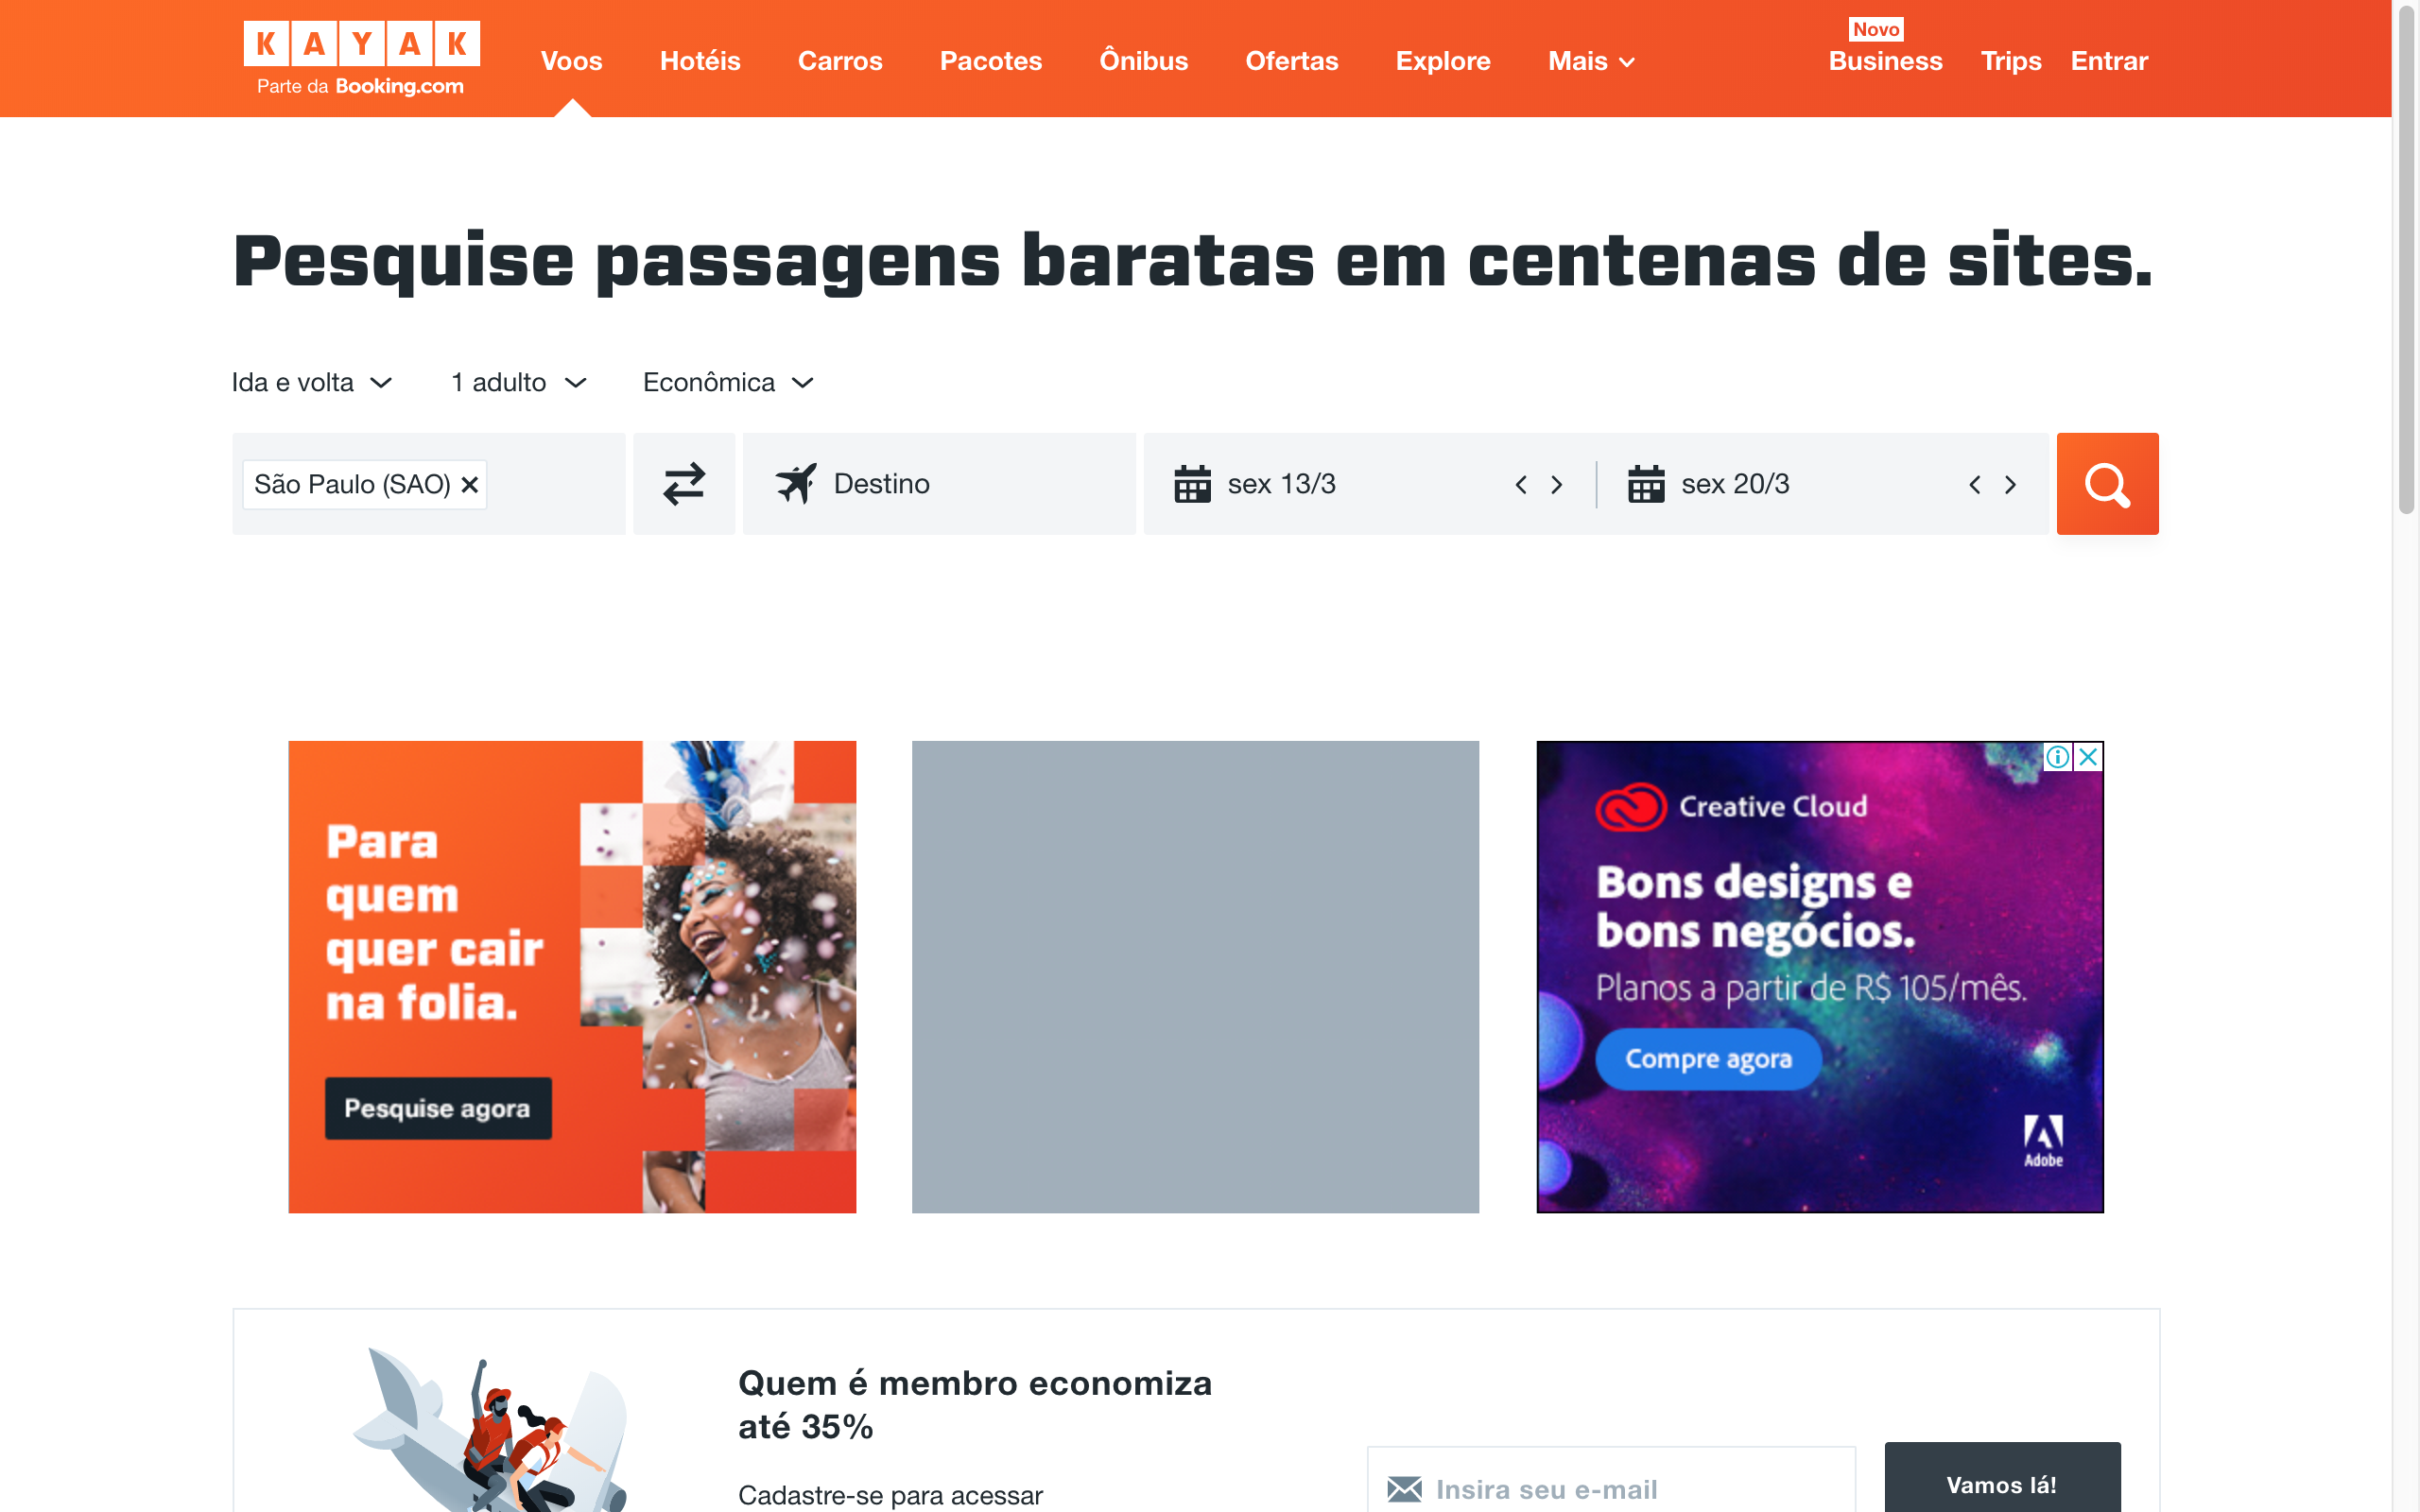 KAYAK
Parte da Booking.com
Voos
Hotéis
Carros
Pacotes
Ônibus
Ofertas
Explore
Mais
Novo
Business
Trips
Entrar
Pesquise passagens baratas em centenas de sites.
Ida e volta
1 adulto
Econômica
São Paulo (SAO)
Destino
sex 13/3
sex 20/3
Para
quem
quer cair
na folia.
Pesquise agora
Creative Cloud
Bons designs e
bons negócios.
Planos a partir de R$ 105/mês.
Compre agora
Adobe
Quem é membro economiza
até 35%
Cadastre-se para acessar
Insira seu e-mail
Vamos lá!